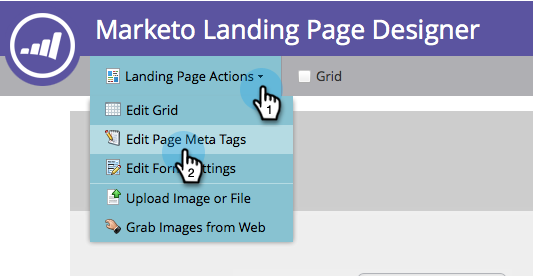 Marketo Landing Page Designer
Landing Page Actions Grid
1
Edit Grid
Edit Page Meta Tags
2
Edit Form Settings
Upload Image or File
Grab Images from Web